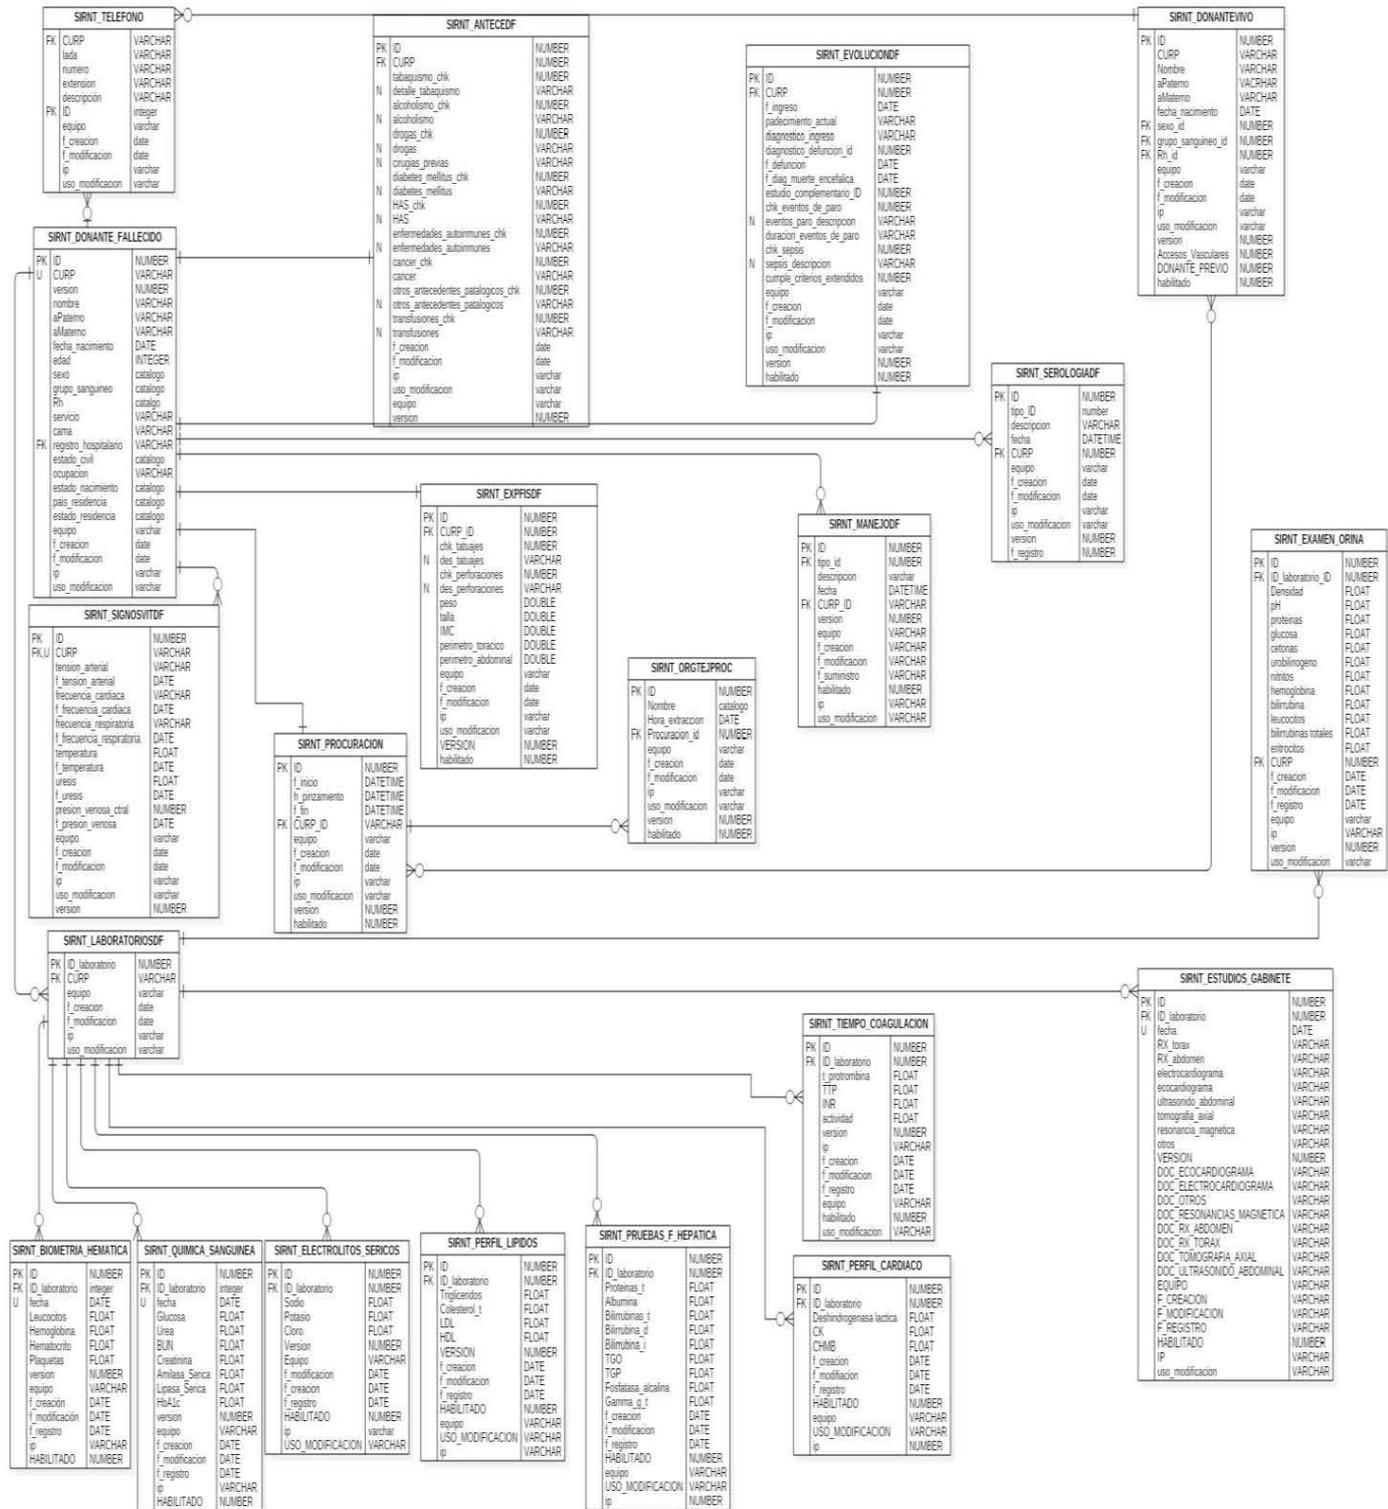 SIRNT_TELEFONO
FK CURP VARCHAR
lada VARCHAR
numero VARCHAR
extension VARCHAR
descripción VARCHAR
PK ID integer
equipo varchar
f_creacion date
f_modificacion date
ip varchar
uso_modificacion varchar
SIRNT_ANTECEDF
PK ID NUMBER
FK CURP NUMBER
tabaquismo_chk NUMBER
N detalle_tabaquismo VARCHAR
alcoholismo_chk NUMBER
N alcoholismo VARCHAR
drogas_chk NUMBER
N drogas VARCHAR
N cirugias_previas VARCHAR
diabetes_mellitus_chk NUMBER
N diabetes_mellitus VARCHAR
HAS_chk NUMBER
N HAS VARCHAR
enfermedades_autoinmunes_chk NUMBER
N enfermedades_autoinmunes VARCHAR
cancer_chk NUMBER
cancer VARCHAR
otros_antecedentes_patalogicos_chk NUMBER
N otros_antecedentes_patalogicos VARCHAR
transfusiones_chk NUMBER
N transfusiones VARCHAR
f_creacion date
f_modificacion date
ip varchar
uso_modificacion varchar
equipo varchar
version NUMBER
SIRNT_EVOLUCIONDF
PK ID NUMBER
FK CURP NUMBER
f_ingreso DATE
padecimiento_actual VARCHAR
diagnostico_ingreso VARCHAR
diagnostico_defuncion_id NUMBER
f_defuncion DATE
f_diag_muerte_encefalica DATE
estudio_complementario_ID NUMBER
chk_eventos_de_paro NUMBER
N eventos_paro_descripcion VARCHAR
duracion_eventos_de_paro VARCHAR
chk_sepsis NUMBER
N sepsis_descripcion VARCHAR
cumple_criterios_extendidos NUMBER
equipo varchar
f_creacion date
f_modificacion date
ip varchar
uso_modificacion varchar
version NUMBER
habilitado NUMBER
SIRNT_DONANTEVIVO
PK ID NUMBER
CURP VARCHAR
Nombre VARCHAR
aPaterno VACRHAR
aMaterno VARCHAR
fecha_nacimiento DATE
FK sexo_id NUMBER
FK grupo_sanguineo_id NUMBER
FK Rh_id NUMBER
equipo varchar
f_creacion date
f_modificacion date
ip varchar
uso_modificacion varchar
version NUMBER
Accesos_Vasculares NUMBER
DONANTE_PREVIO NUMBER
habilitado NUMBER
SIRNT_DONANTE_FALLECIDO
PK ID NUMBER
U CURP VARCHAR
version NUMBER
nombre VARCHAR
aPaterno VARCHAR
aMaterno VARCHAR
fecha_nacimiento DATE
edad INTEGER
sexo catalogo
grupo_sanguineo catalogo
Rh catalgo
servicio VARCHAR
cama VARCHAR
FK registro_hospitalario VARCHAR
estado_civil catalogo
ocupacion VARCHAR
estado_nacimiento catalogo
pais_residencia catalogo
estado_residencia catalogo
equipo varchar
f_creacion date
f_modificacion date
ip varchar
uso_modificacion varchar
SIRNT_SEROLOGIADF
PK ID NUMBER
tipo_ID number
descripcion VARCHAR
fecha DATETIME
FK CURP NUMBER
equipo varchar
f_creacion date
f_modificacion date
ip varchar
uso_modificacion varchar
version NUMBER
f_registro NUMBER
SIRNT_EXPFISDF
PK ID NUMBER
FK CURP_ID NUMBER
chk_tatuajes NUMBER
N des_tatuajes VARCHAR
chk_perforaciones NUMBER
N des_perforaciones VARCHAR
peso DOUBLE
talla DOUBLE
IMC DOUBLE
perimetro_toracico DOUBLE
perimetro_abdominal DOUBLE
equipo varchar
f_creacion date
f_modificacion date
ip varchar
uso_modificacion varchar
VERSION NUMBER
habilitado NUMBER
SIRNT_MANEJODF
PK ID NUMBER
FK tipo_id NUMBER
descripcion varchar
fecha DATETIME
FK CURP_ID VARCHAR
version NUMBER
equipo VARCHAR
f_creacion VARCHAR
f_modificacion VARCHAR
f_suministro VARCHAR
habilitado NUMBER
ip VARCHAR
uso_modificacion VARCHAR
SIRNT_EXAMEN_ORINA
PK ID NUMBER
FK ID_laboratorio_ID NUMBER
Densidad FLOAT
pH FLOAT
proteinas FLOAT
glucosa FLOAT
cetonas FLOAT
urobilinogeno FLOAT
nitritos FLOAT
hemoglobina FLOAT
bilirrubina FLOAT
leucocitos FLOAT
bilirrubinas totales FLOAT
eritrocitos FLOAT
FK CURP NUMBER
f_creacion DATE
f_modificacion DATE
f_registro DATE
equipo varchar
ip VARCHAR
version NUMBER
uso_modificacion varchar
SIRNT_SIGNOSVITDF
PK ID NUMBER
FK,U CURP VARCHAR
tension_arterial VARCHAR
f_tension_arterial DATE
frecuencia_cardiaca VARCHAR
f_frecuencia_cardiaca DATE
frecuencia_respiratoria VARCHAR
f_frecuencia_respiratoria DATE
temperatura FLOAT
f_temperatura DATE
uresis FLOAT
f_uresis DATE
presion_venosa_ctral NUMBER
f_presion_venosa DATE
equipo varchar
f_creacion date
f_modificacion date
ip varchar
uso_modificacion varchar
version NUMBER
SIRNT_ORGTEJPROC
PK ID NUMBER
Nombre catalogo
Hora_extraccion DATE
FK Procuracion_id NUMBER
equipo varchar
f_creacion date
f_modificacion date
ip varchar
uso_modificacion varchar
version NUMBER
habilitado NUMBER
SIRNT_PROCURACION
PK ID NUMBER
f_inicio DATETIME
h_pinzamiento DATETIME
f_fin DATETIME
FK CURP_ID VARCHAR
equipo varchar
f_creacion date
f_modificacion date
ip varchar
uso_modificacion varchar
version NUMBER
habilitado NUMBER
SIRNT_LABORATORIOSDF
PK ID_laboratorio NUMBER
FK CURP VARCHAR
equipo varchar
f_creacion date
f_modificacion date
ip varchar
uso_modificacion varchar
SIRNT_ESTUDIOS_GABINETE
PK ID NUMBER
FK ID_laboratorio NUMBER
U fecha DATE
RX_torax VARCHAR
RX_abdomen VARCHAR
electrocardiograma VARCHAR
ecocardiograma VARCHAR
ultrasonido_abdominal VARCHAR
tomografia_axial VARCHAR
resonancia_magnetica VARCHAR
otros VARCHAR
VERSION NUMBER
DOC_ECOCARDIOGRAMA VARCHAR
DOC_ELECTROCARDIOGRAMA VARCHAR
DOC_OTROS VARCHAR
DOC_RESONANCIAS_MAGNETICA VARCHAR
DOC_RX_ABDOMEN VARCHAR
DOC_RX_TORAX VARCHAR
DOC_TOMOGRAFIA_AXIAL VARCHAR
DOC_ULTRASONIDO_ABDOMINAL VARCHAR
EQUIPO VARCHAR
F_CREACION VARCHAR
F_MODIFICACION VARCHAR
F_REGISTRO VARCHAR
HABILITADO NUMBER
IP VARCHAR
uso_modificacion VARCHAR
SIRNT_TIEMPO_COAGULACION
PK ID NUMBER
FK ID_laboratorio NUMBER
t_protrombina FLOAT
TTP FLOAT
INR FLOAT
actividad FLOAT
version NUMBER
ip VARCHAR
f_creacion DATE
f_modificacion DATE
f_registro DATE
equipo VARCHAR
habilitado NUMBER
uso_modificacion VARCHAR
SIRNT_BIOMETRIA_HEMATICA
PK ID NUMBER
FK ID_laboratorio integer
U fecha DATE
Leucocitos FLOAT
Hemoglobina FLOAT
Hematocrito FLOAT
Plaquetas FLOAT
version NUMBER
equipo VARCHAR
f_creación DATE
f_modificación DATE
f_registro DATE
ip VARCHAR
HABILITADO NUMBER
SIRNT_QUIMICA_SANGUINEA
PK ID NUMBER
FK ID_laboratorio integer
U fecha DATE
Glucosa FLOAT
Urea FLOAT
BUN FLOAT
Creatinina FLOAT
Amilasa_Serica FLOAT
Lipasa_Serica FLOAT
HbA1c FLOAT
version NUMBER
equipo VARCHAR
f_creacion DATE
f_modificacion DATE
f_registro DATE
ip VARCHAR
HABILITADO NUMBER
SIRNT_ELECTROLITOS_SERICOS
PK ID NUMBER
FK ID_laboratorio NUMBER
Sodio FLOAT
Potasio FLOAT
Cloro FLOAT
Version NUMBER
Equipo VARCHAR
f_modificacion DATE
f_creacion DATE
f_registro DATE
HABILITADO NUMBER
ip varchar
USO_MODIFICACION VARCHAR
SIRNT_PERFIL_LIPIDOS
PK ID NUMBER
FK ID_laboratorio NUMBER
Trigliceridos FLOAT
Colesterol_t FLOAT
LDL FLOAT
HDL FLOAT
VERSION NUMBER
f_creacion DATE
f_modificacion DATE
f_registro DATE
HABILITADO NUMBER
equipo VARCHAR
USO_MODIFICACION VARCHAR
ip VARCHAR
SIRNT_PRUEBAS_F_HEPATICA
PK ID NUMBER
FK ID_laboratorio NUMBER
Proteinas_t FLOAT
Albumina FLOAT
Bilirrubinas_t FLOAT
Bilirrubina_d FLOAT
Bilirrubina_i FLOAT
TGO FLOAT
TGP FLOAT
Fosfatasa_alcalina FLOAT
Gamma_g_t FLOAT
f_creacion DATE
f_modificacion DATE
f_registro DATE
HABILITADO NUMBER
equipo VARCHAR
USO_MODIFICACION VARCHAR
ip NUMBER
SIRNT_PERFIL_CARDIACO
PK ID NUMBER
FK ID_laboratorio NUMBER
Deshindrogenasa lactica FLOAT
CK FLOAT
CHMB FLOAT
f_creacion DATE
f_modifiacion DATE
f_registro DATE
HABILITADO NUMBER
equipo VARCHAR
USO_MODIFICACION VARCHAR
ip NUMBER